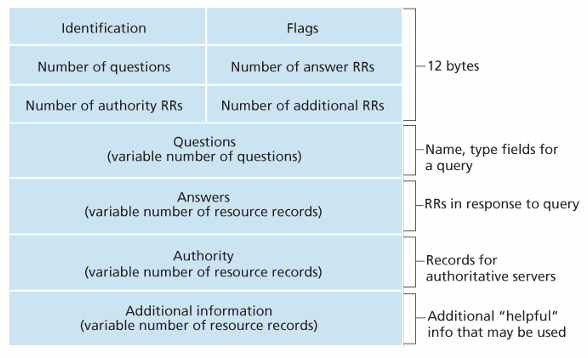 Identification
Flags
Number of questions
Number of answer RRs
12 bytes
Number of authority RRs
Number of additional RRs
Questions
(variable number of questions)
Name, type fields for
a query
Answers
(variable number of resource records)
RRs in response to query
Authority
(variable number of resource records)
Records for
authoritative servers
Additional information
(variable number of resource records)
Additional “helpful”
info that may be used